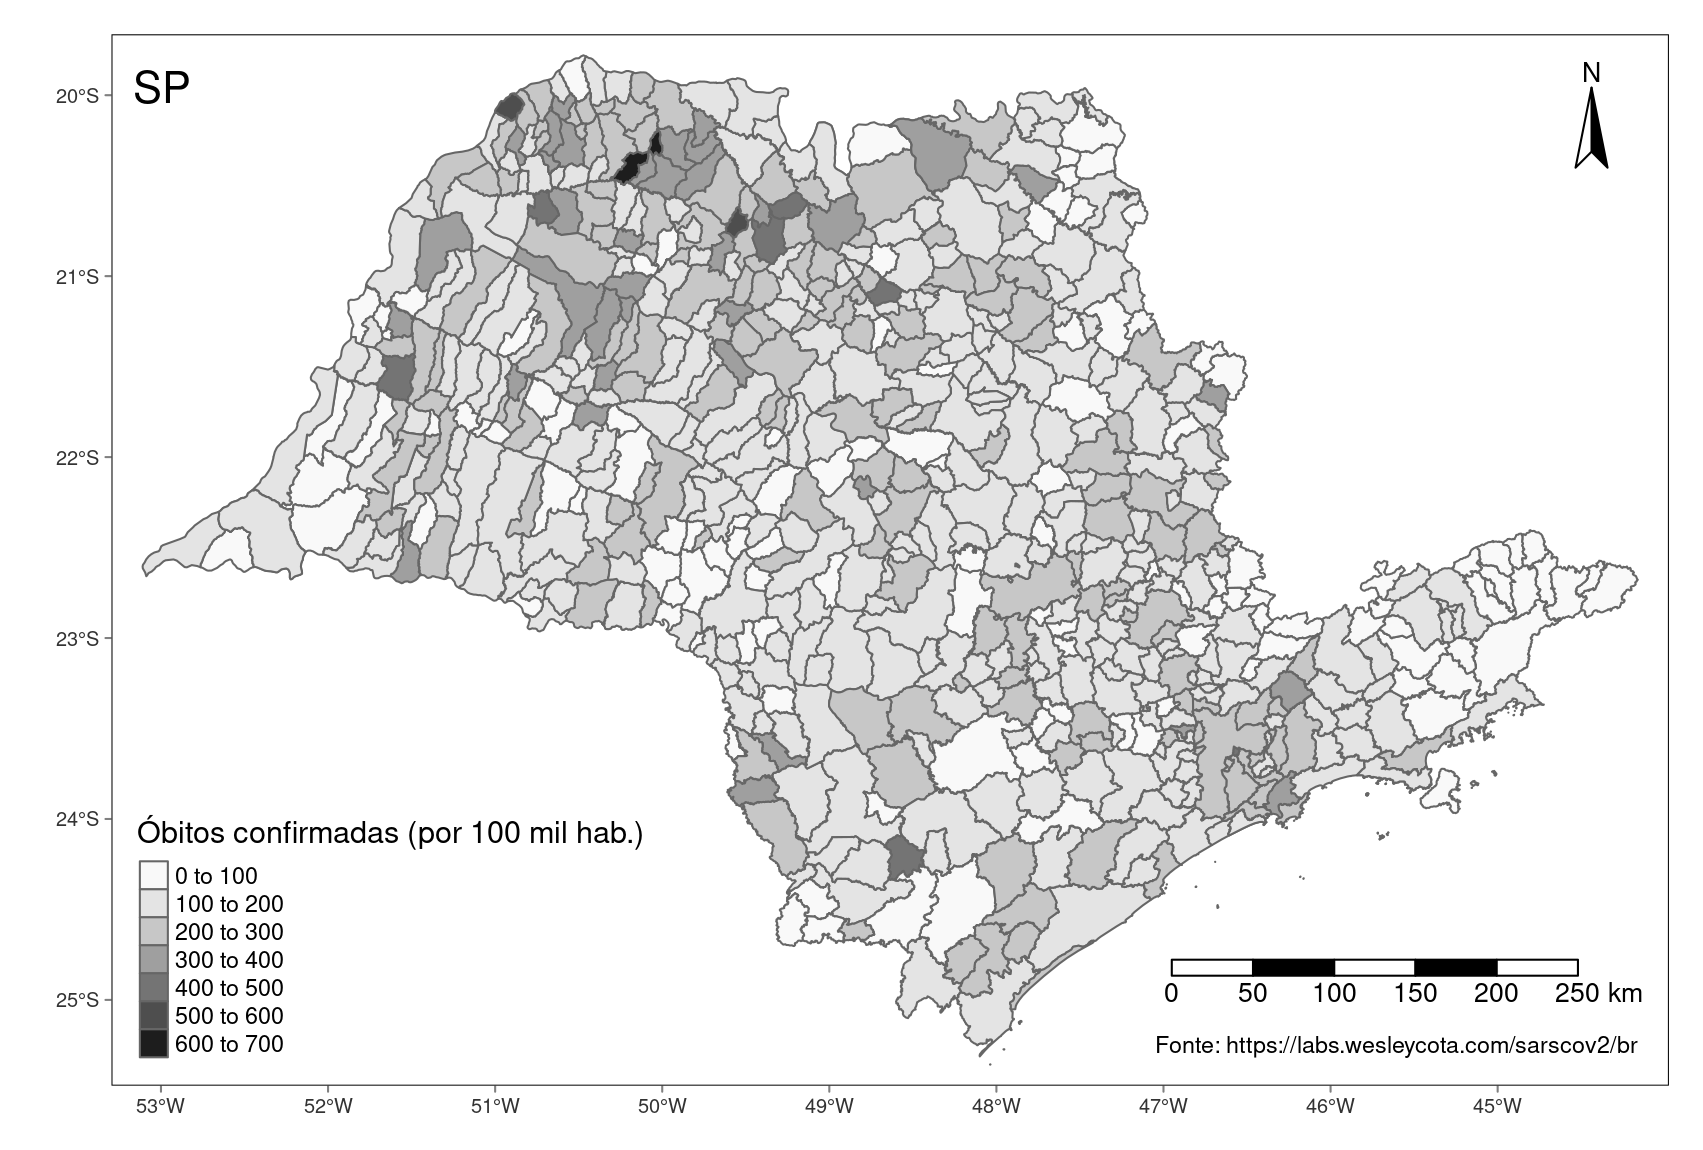 SP
N
20°S
21°S
22°S
23°S
24°S
25°S
Óbitos confirmadas (por 100 mil hab.)
0 to 100
100 to 200
200 to 300
300 to 400
400 to 500
500 to 600
600 to 700
0 50 100 150 200 250 km
Fonte: https://labs.wesleycota.com/sarscov2/br
53°W 52°W 51°W 50°W 49°W 48°W 47°W 46°W 45°W